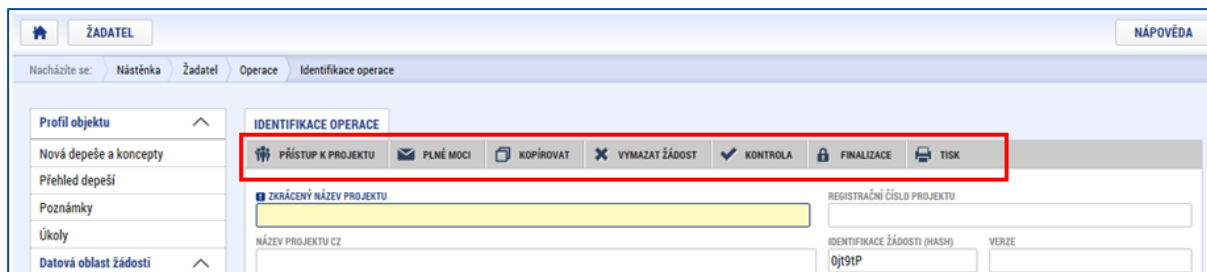 ŽADATEL
NÁPOVĚDA
Nacházíte se: Nástěnka Žadatel Operace Identifikace operace
Profil objektu
IDENTIFIKACE OPERACE
Nová depeše a koncepty
PŘÍSTUP K PROJEKTU PLNÉ MOCI KOPÍROVAT VYMAZAT ŽÁDOST KONTROLA FINALIZACE TISK
Přehled depeší
Poznámky
ZKRÁCENÝ NÁZEV PROJEKTU
REGISTRAČNÍ ČÍSLO PROJEKTU
Úkoly
NÁZEV PROJEKTU CZ
IDENTIFIKACE ŽÁDOSTI (HASH) VERZE
Datová oblast žádosti
0jt9tP